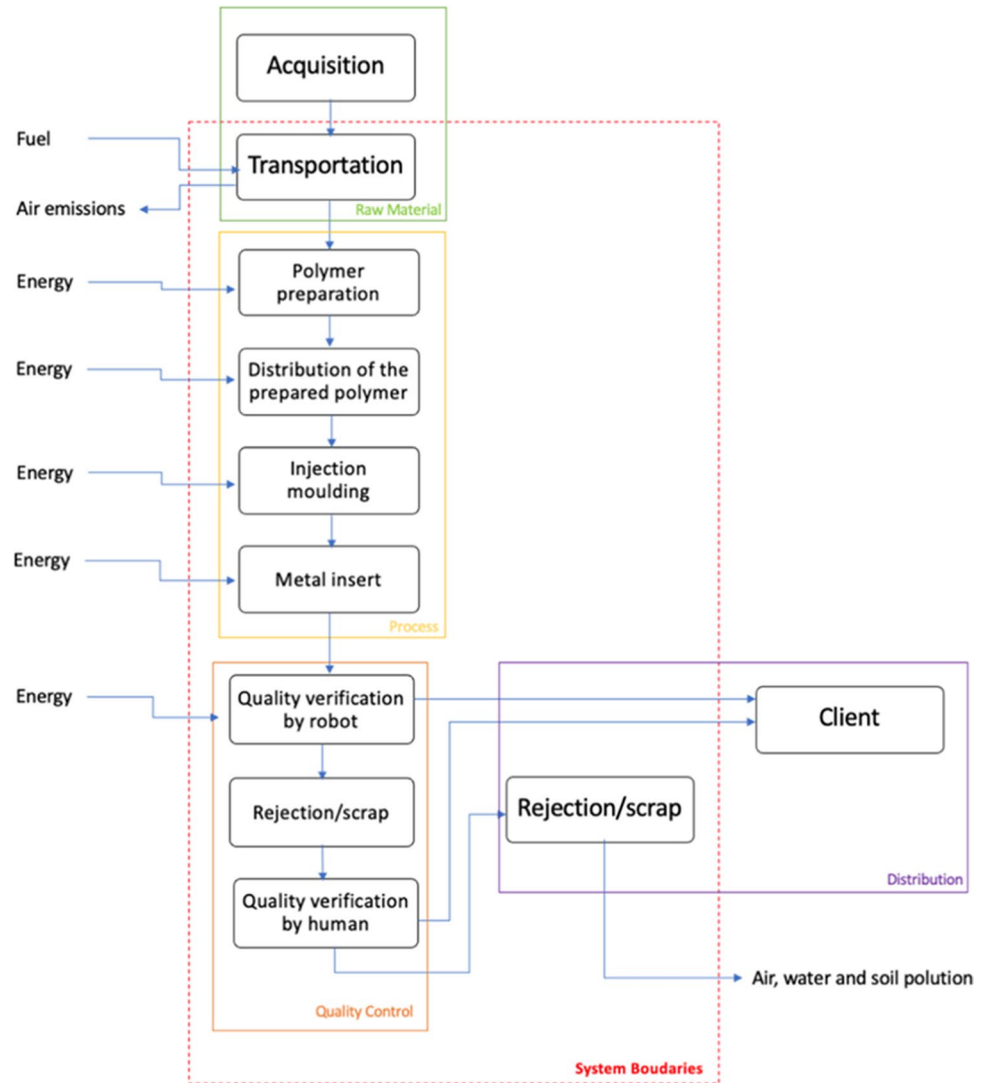 Acquisition
Fuel
Transportation
Air emissions
Raw Material
Energy
Polymer
preparation
Energy
Distribution of the
prepared polymer
Energy
Injection
moulding
Energy
Metal insert
Process
Energy
Quality verification
by robot
Client
Rejection/scrap
Rejection/scrap
Distribution
Quality verification
by human
Air, water and soil polution
Quality Control
System Boudaries